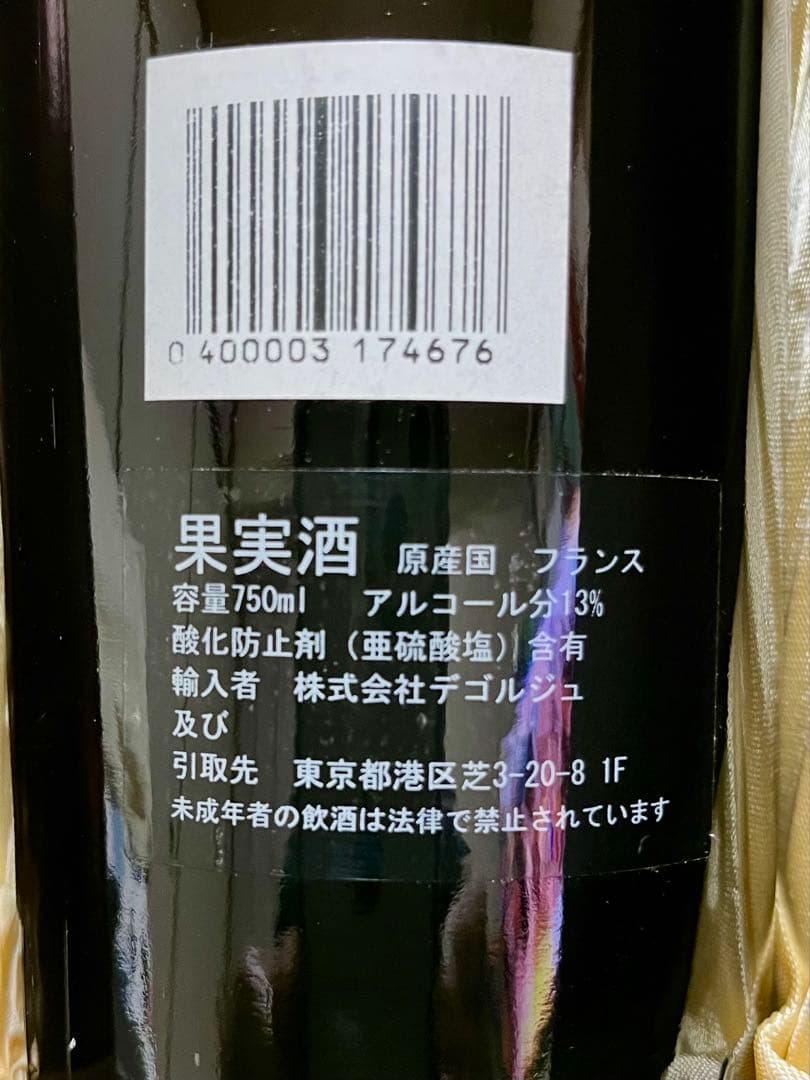 0 400003 174676
果実酒 原産国 フランス
容量750ml アルコール分13%
酸化防止剤（亜硫酸塩）含有
輸入者 株式会社デゴルジュ
及び
引取先 東京都港区芝3-20-8 1F
未成年者の飲酒は法律で禁止されています